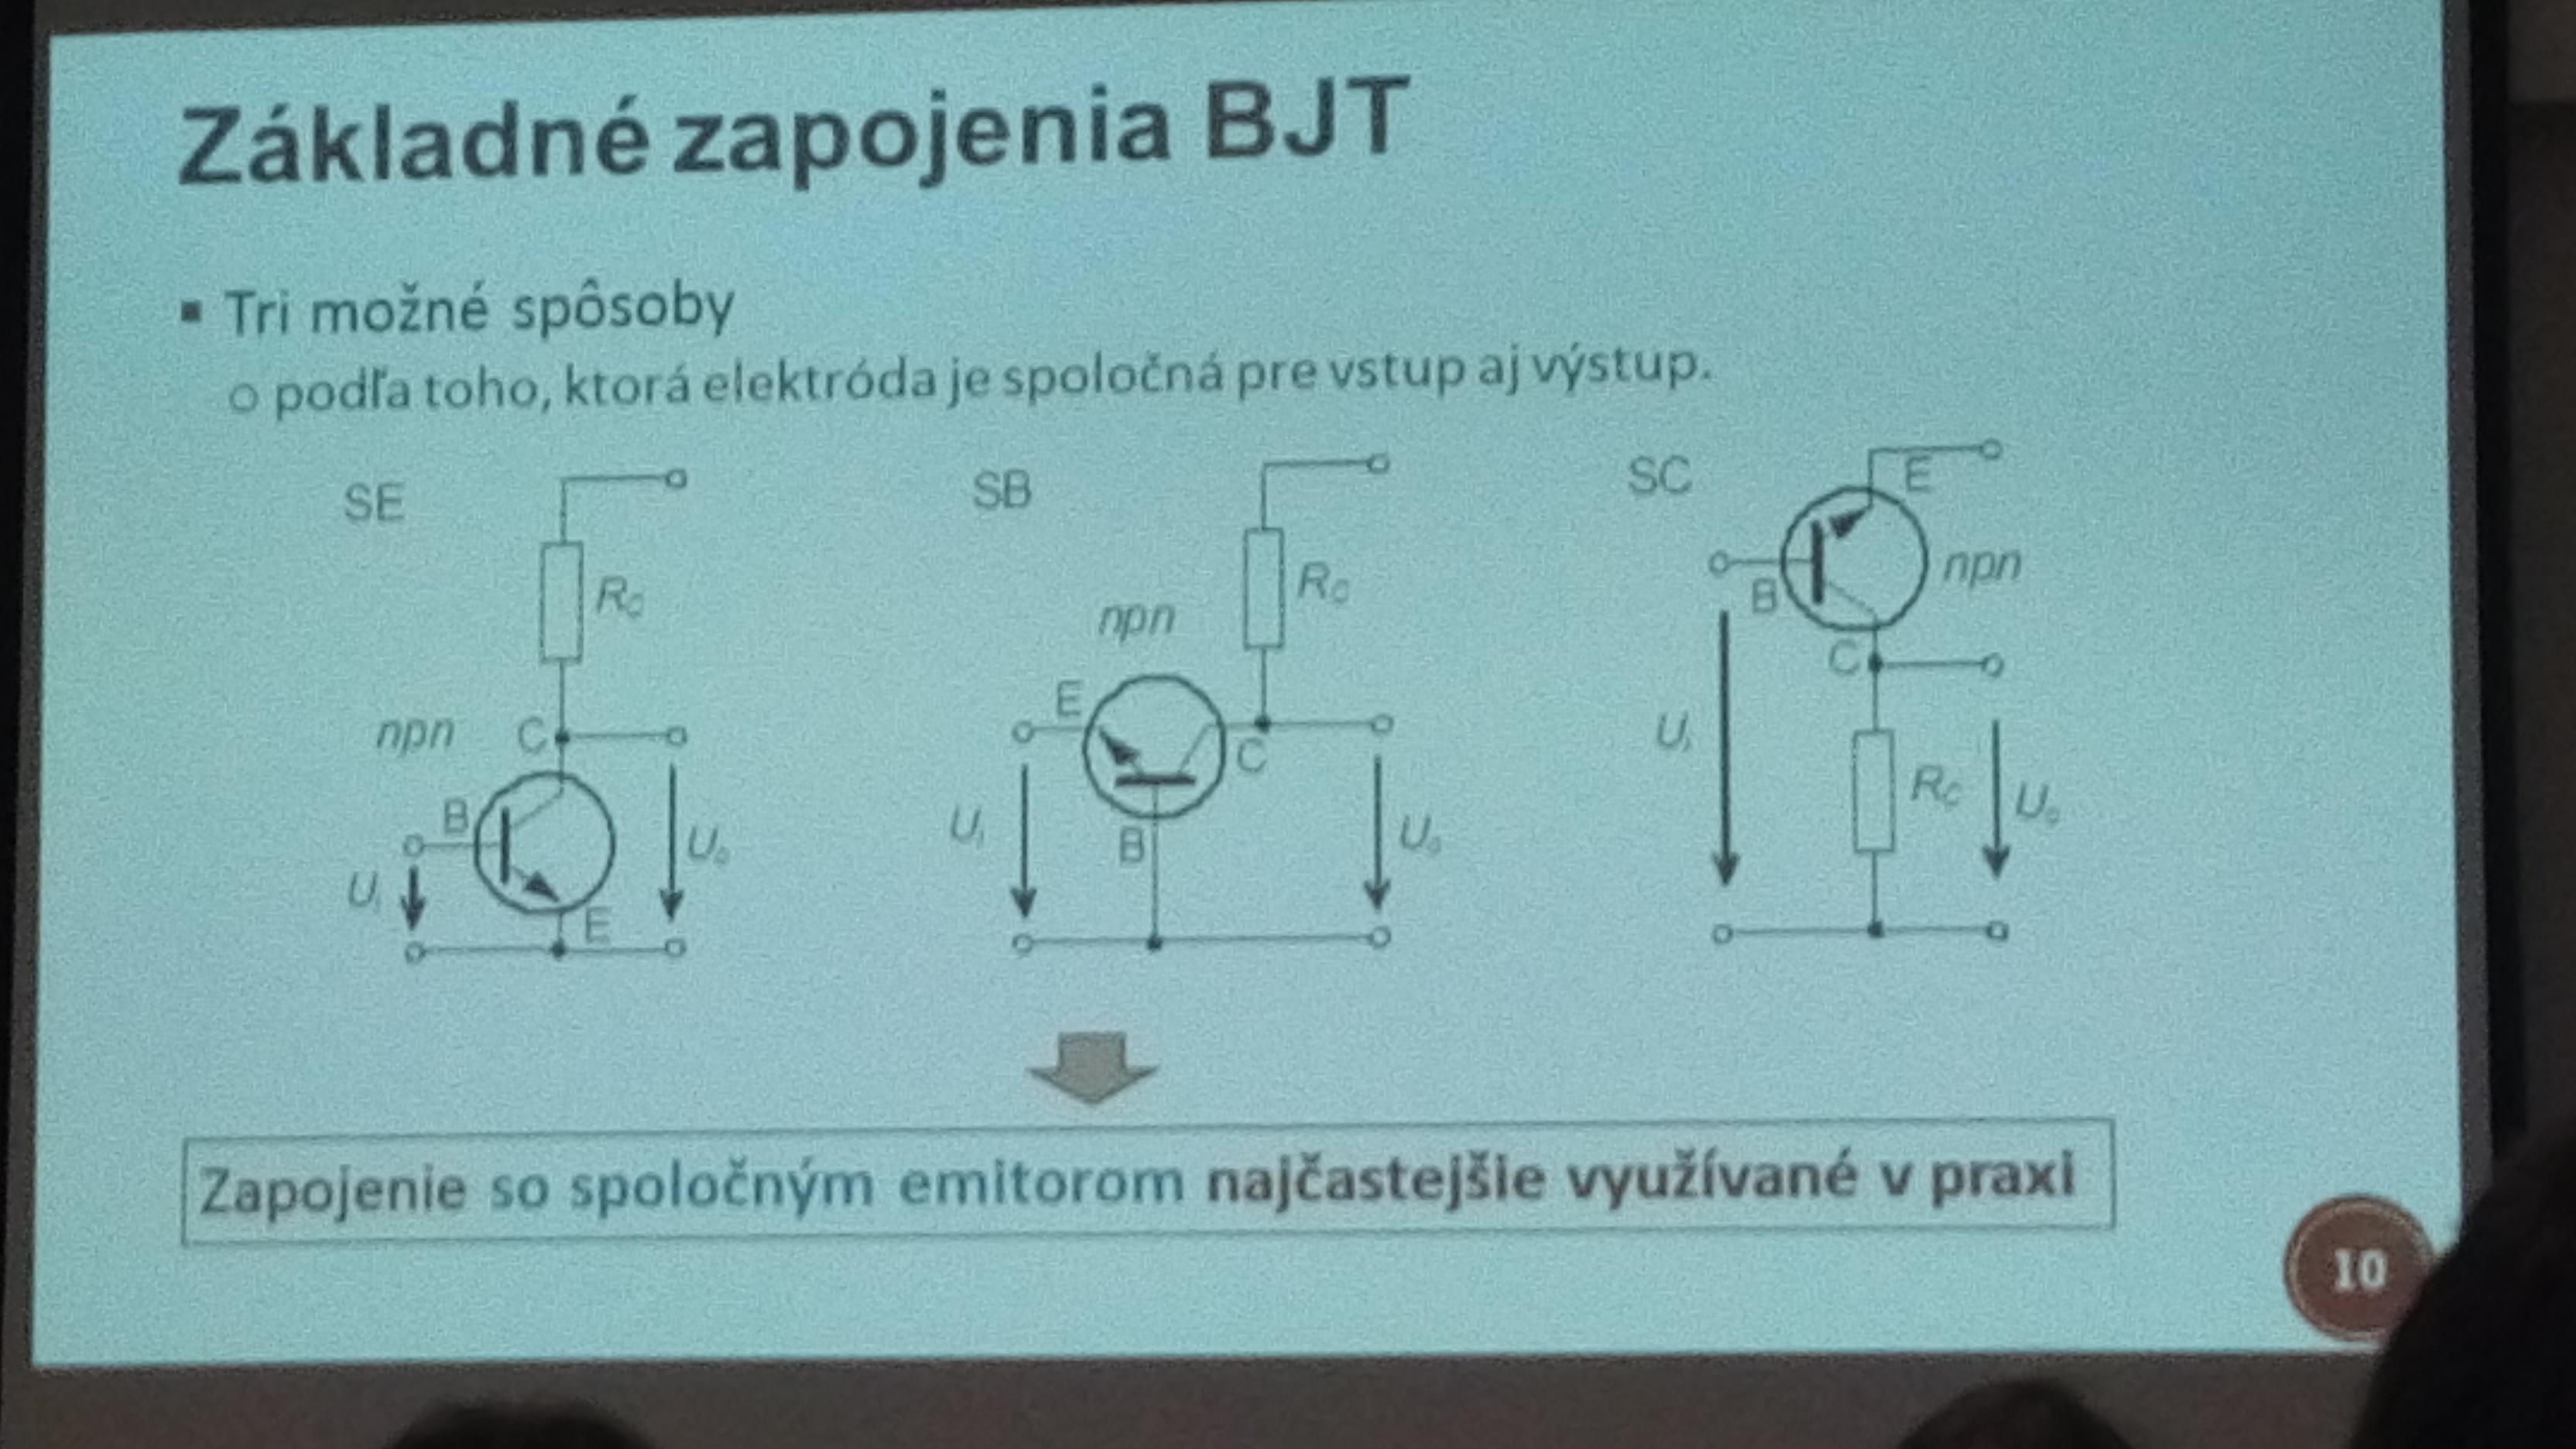 Základné zapojenia BJT
▪ Tri možné spôsoby
o podľa toho, ktorá elektróda je spoločná pre vstup aj výstup.
SE
SB
SC
E
R_C
R_C
npn
npn
B
C
E
npn
C
B
U_i
U_o
E
C
B
U_i
U_o
U_i
R_C
U_o
Zapojenie so spoločným emitorom najčastejšie využívané v praxi
10